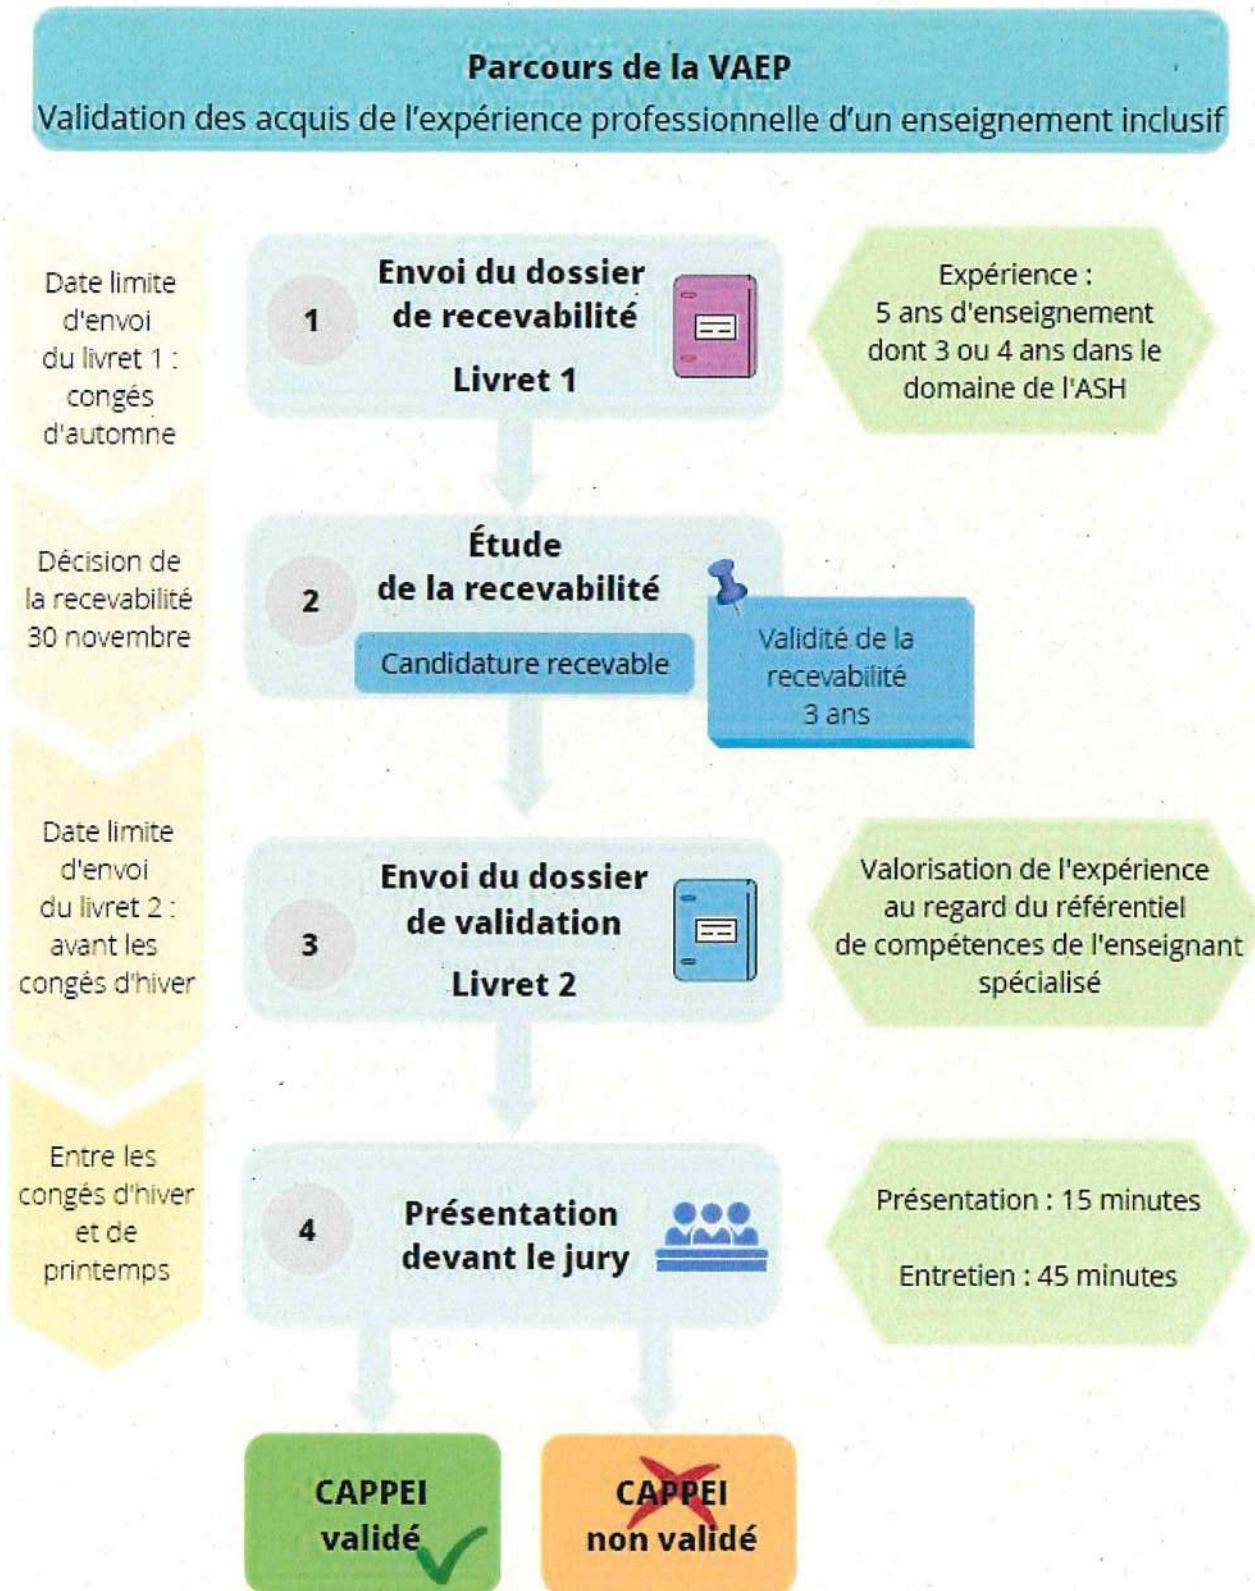 Parcours de la VAEP
Validation des acquis de l'expérience professionnelle d'un enseignement inclusif
Date limite
d'envoi
du livret 1 :
congés
d'automne
1
Envoi du dossier
de recevabilité
Livret 1
Expérience :
5 ans d'enseignement
dont 3 ou 4 ans dans le
domaine de l'ASH
Décision de
la recevabilité
30 novembre
2
Étude
de la recevabilité
Candidature recevable
Validité de la
recevabilité
3 ans
Date limite
d'envoi
du livret 2 :
avant les
congés d'hiver
3
Envoi du dossier
de validation
Livret 2
Valorisation de l'expérience
au regard du référentiel
de compétences de l'enseignant
spécialisé
Entre les
congés d'hiver
et de
printemps
4
Présentation
devant le jury
Présentation : 15 minutes
Entretien : 45 minutes
CAPPEI
validé
CAPPEI
non validé